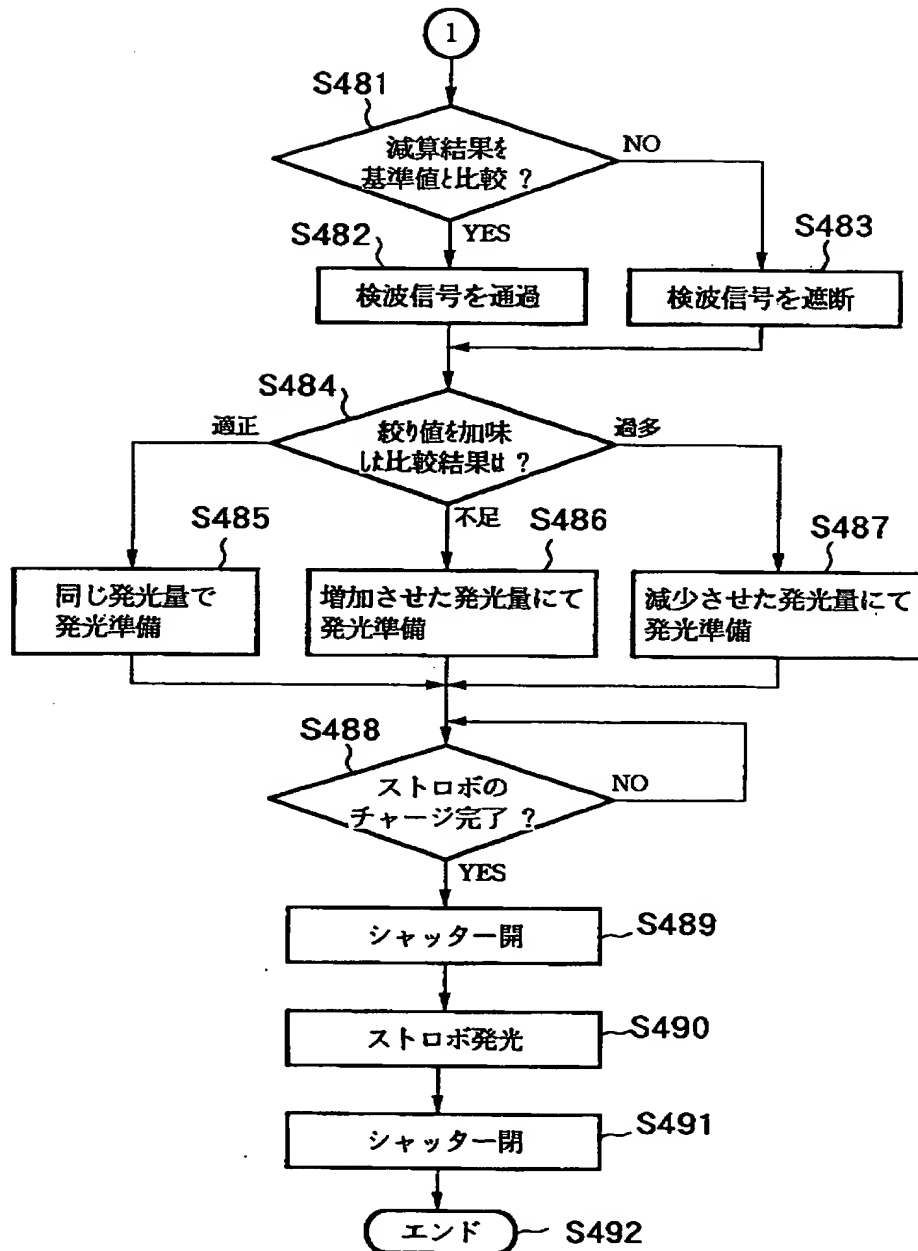 1
S481
減算結果を
基準値と比較 ?
NO
YES
S482
検波信号を通過
S483
検波信号を遮断
S484
絞り値を加味
した比較結果は ?
適正
過多
不足
S485
同じ発光量で
発光準備
S486
増加させた発光量にて
発光準備
S487
減少させた発光量にて
発光準備
S488
ストロボの
チャージ完了 ?
NO
YES
シャッター開
S489
ストロボ発光
S490
シャッター閉
S491
エンド
S492